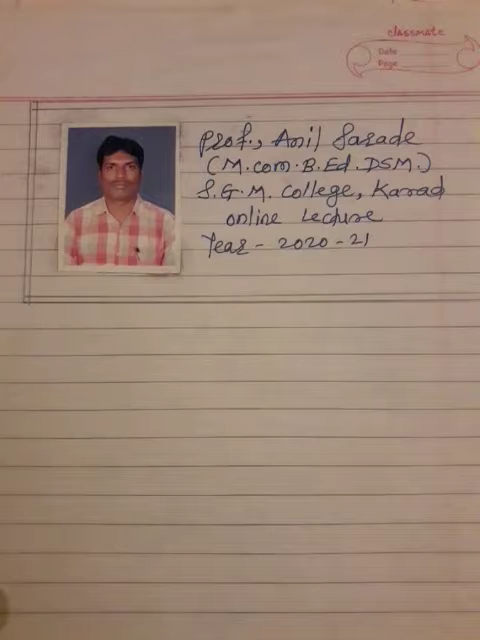 classmate
Date
Page
Prof., Anil Sarade
(M.com. B.Ed. DSM.)
S.G.M. College, Karad
online Lecture
Year - 2020-21